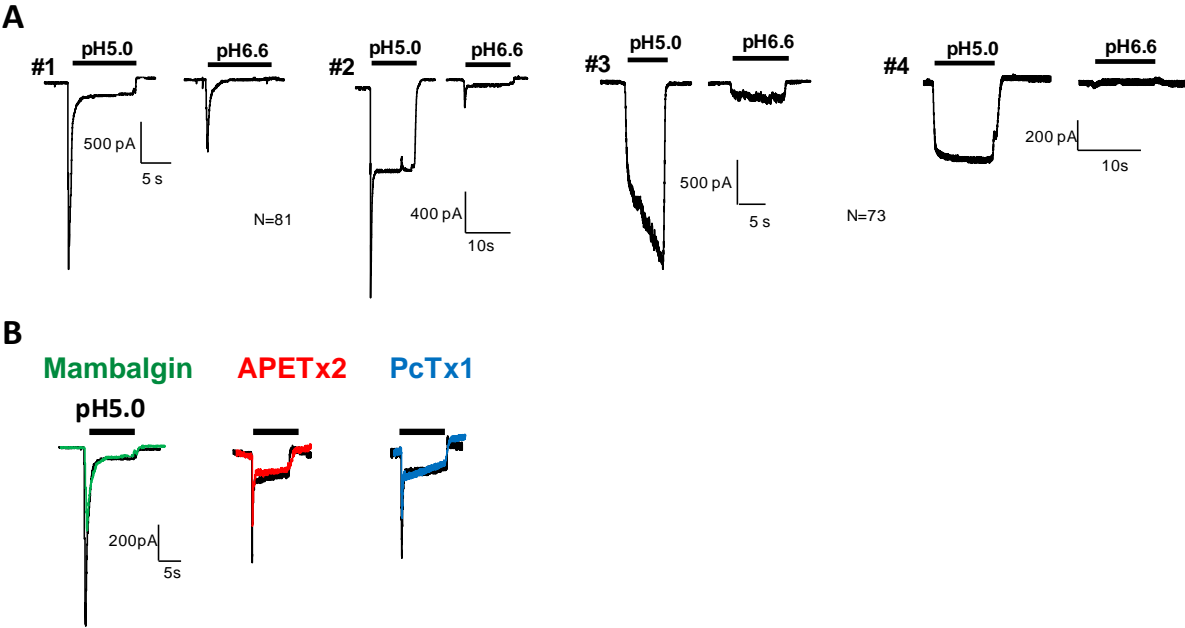 A
#1 pH5.0 pH6.6
500 pA
5 s
N=81
#2 pH5.0 pH6.6
400 pA
10s
#3 pH5.0 pH6.6
500 pA
5 s
N=73
#4 pH5.0 pH6.6
200 pA
10s
B
Mambalgin APETx2 PcTx1
pH5.0
200pA
5s